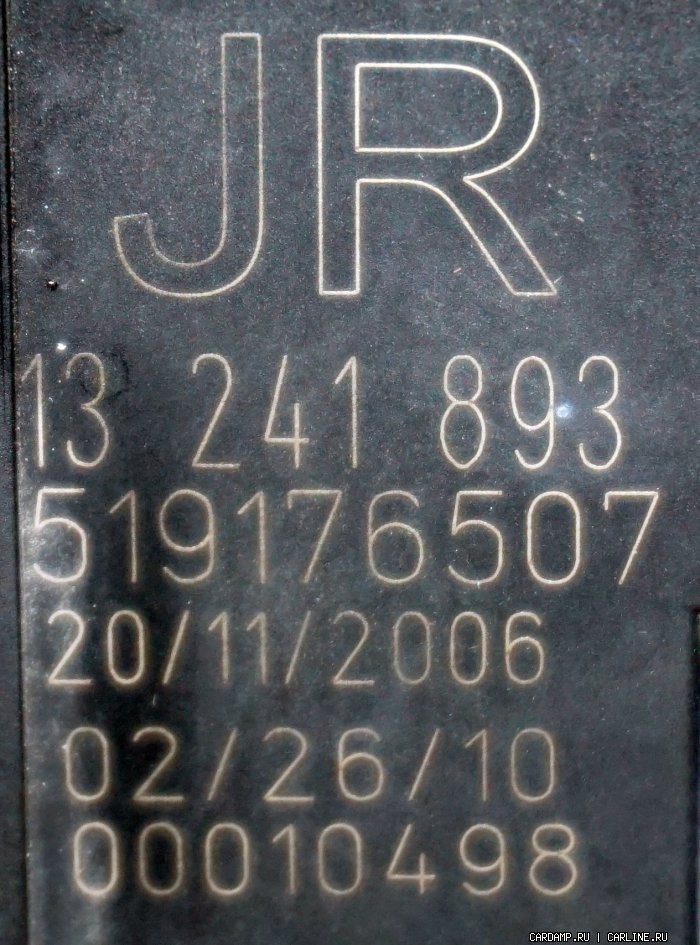 JR
13 241 893
519176507
20/11/2006
02/26/10
00010498
CARDAMP.RU | CARLINE.RU